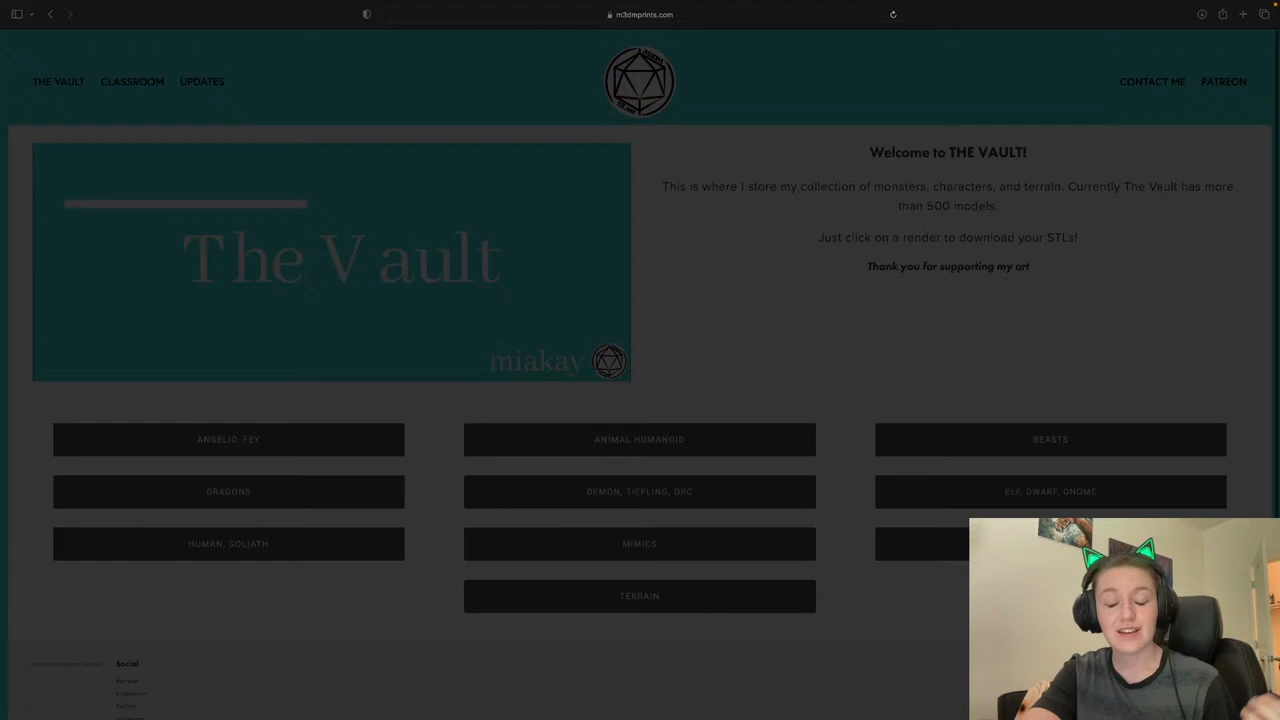 m3dmprints.com
THE VAULT CLASSROOM UPDATES
CONTACT ME PATREON
The Vault
miakay
Welcome to THE VAULT!
This is where I store my collection of monsters, characters, and terrain. Currently The Vault has more
than 500 models.
Just click on a render to download your STLs!
Thank you for supporting my art
ANGELIC, FEY
ANIMAL HUMANOID
BEASTS
DRAGONS
DEMON, TIEFLING, ORC
ELF, DWARF, GNOME
HUMAN, GOLIATH
MIMICS
TERRAIN
Social
Patreon
Twitter